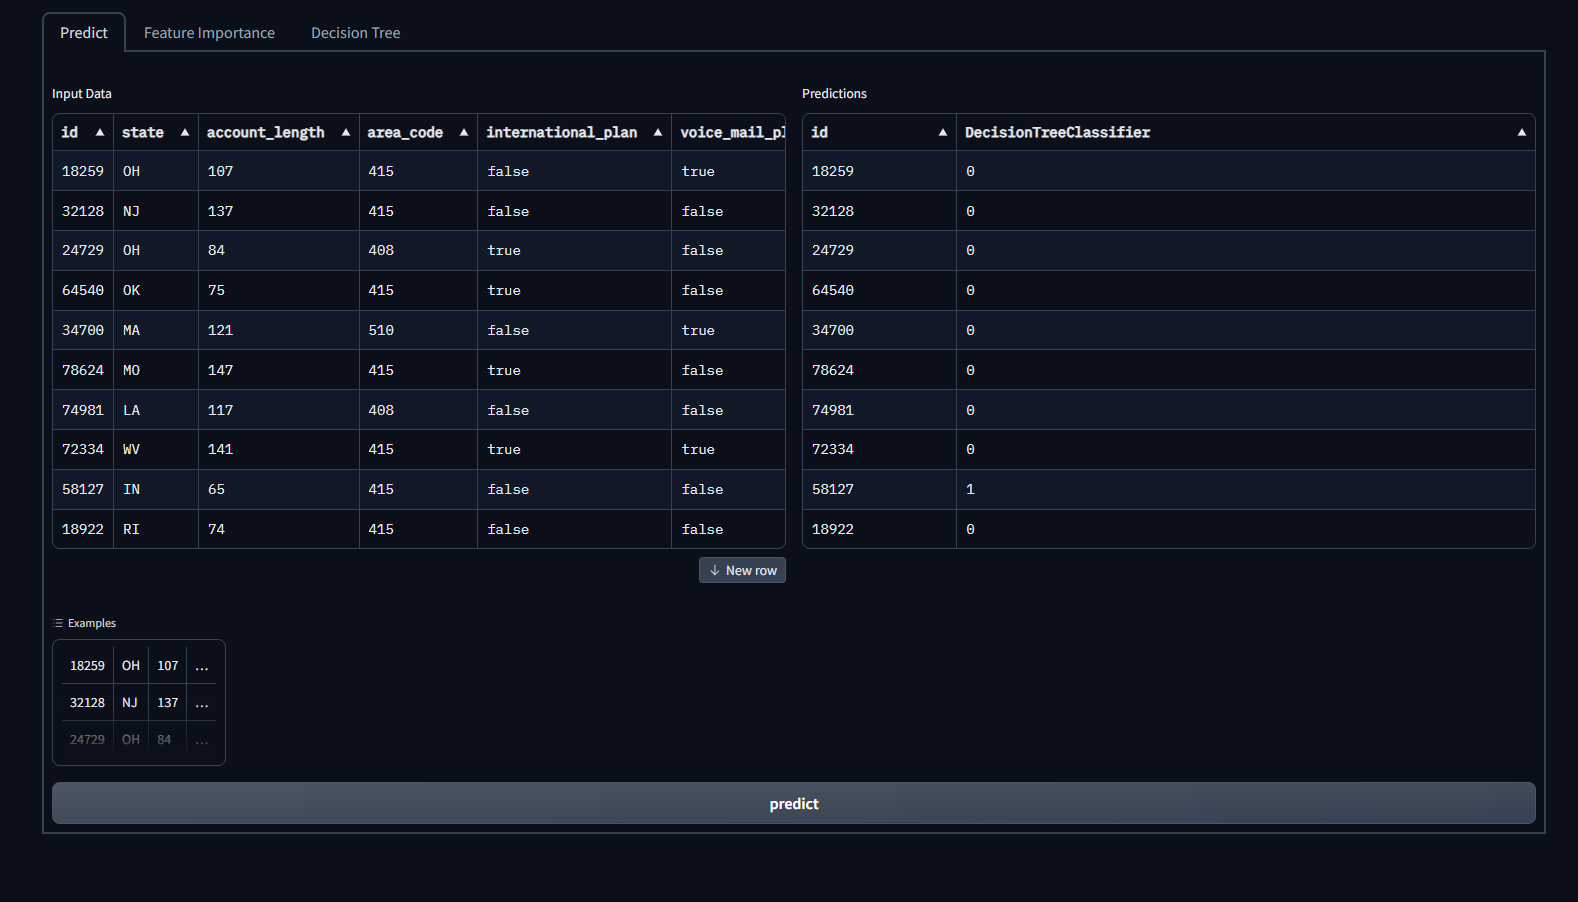 Predict Feature Importance Decision Tree
Input Data
id state account_length area_code international_plan voice_mail_pl
18259 OH 107 415 false true
32128 NJ 137 415 false false
24729 OH 84 408 true false
64540 OK 75 415 true false
34700 MA 121 510 false true
78624 MO 147 415 true false
74981 LA 117 408 false false
72334 WV 141 415 true true
58127 IN 65 415 false false
18922 RI 74 415 false false
New row
Predictions
id DecisionTreeClassifier
18259 0
32128 0
24729 0
64540 0
34700 0
78624 0
74981 0
72334 0
58127 1
18922 0
Examples
18259 OH 107 ...
32128 NJ 137 ...
24729 OH 84 ...
predict